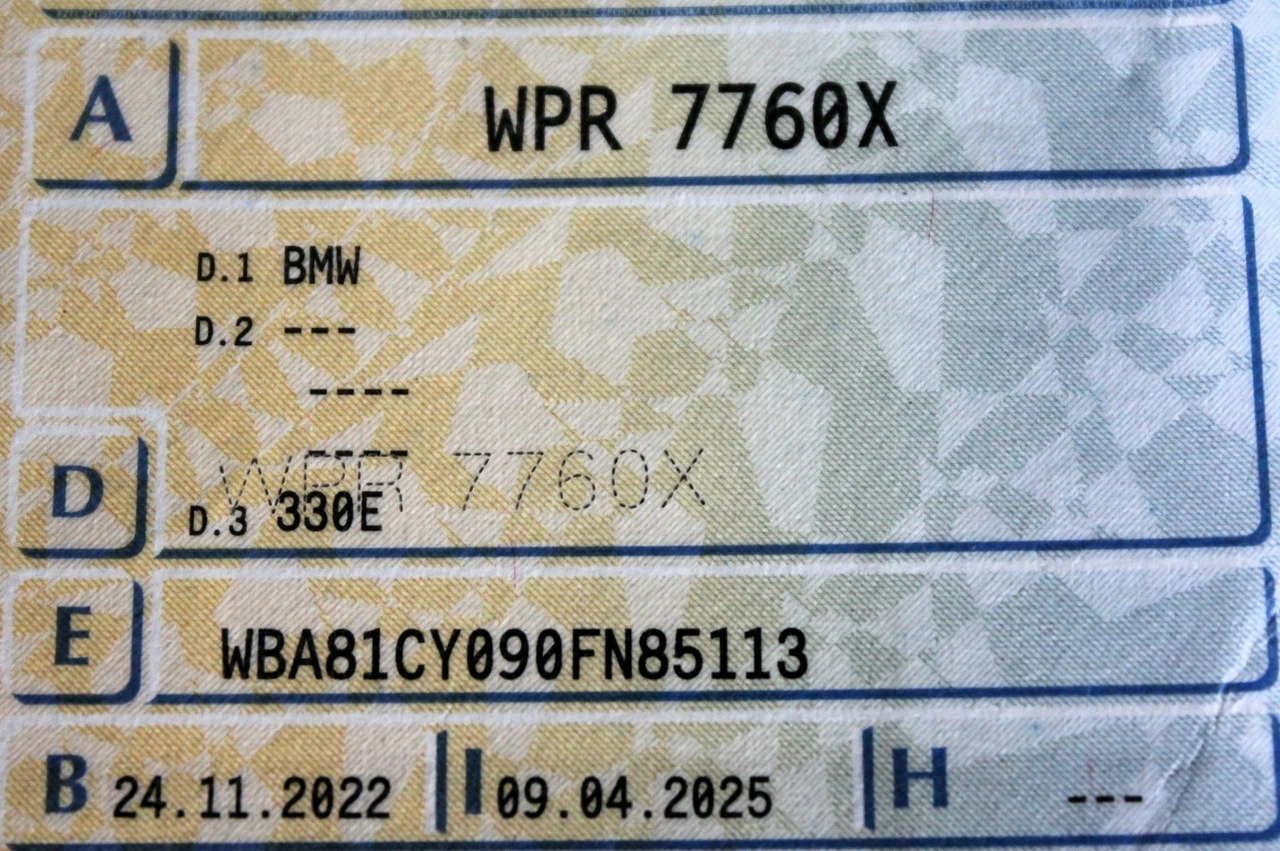 A WPR 7760X
D.1 BMW
D.2 ---
----
----
WPR 7760X
D D.3 330E
E WBA81CY090FN85113
B 24.11.2022 I 09.04.2025 H ---